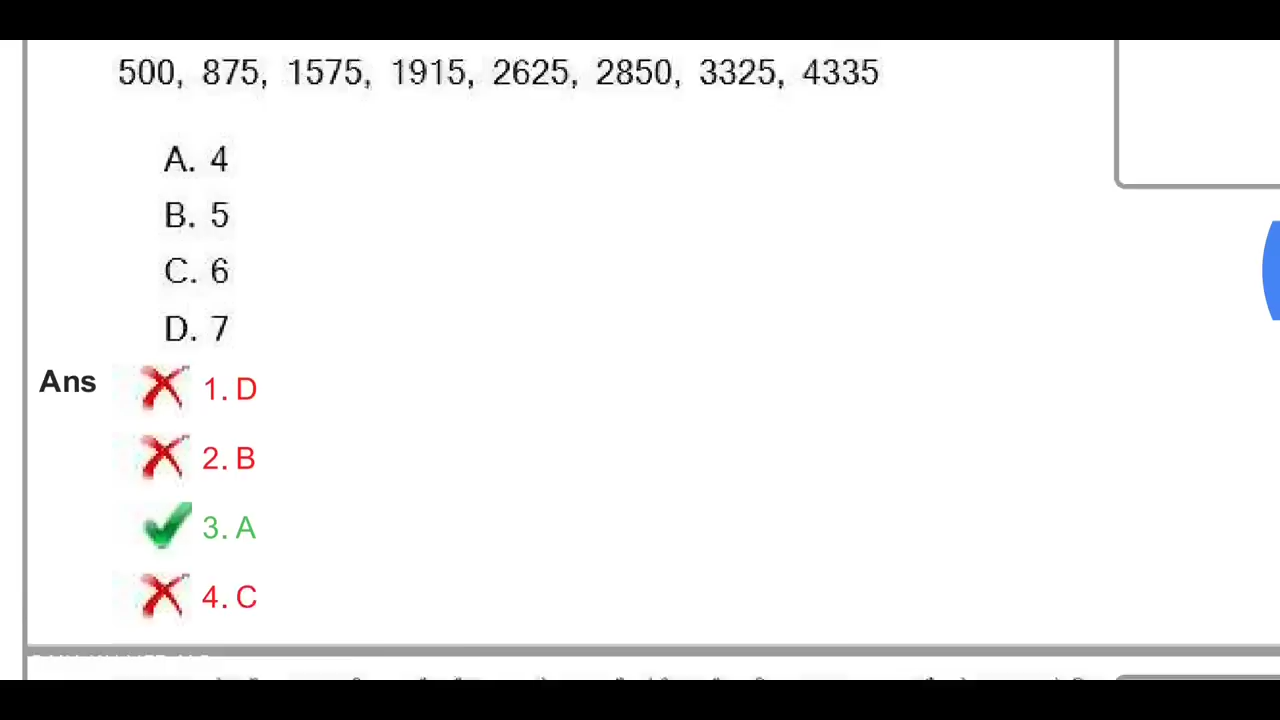 500, 875, 1575, 1915, 2625, 2850, 3325, 4335
A. 4
B. 5
C. 6
D. 7
Ans
1. D
2. B
3. A
4. C